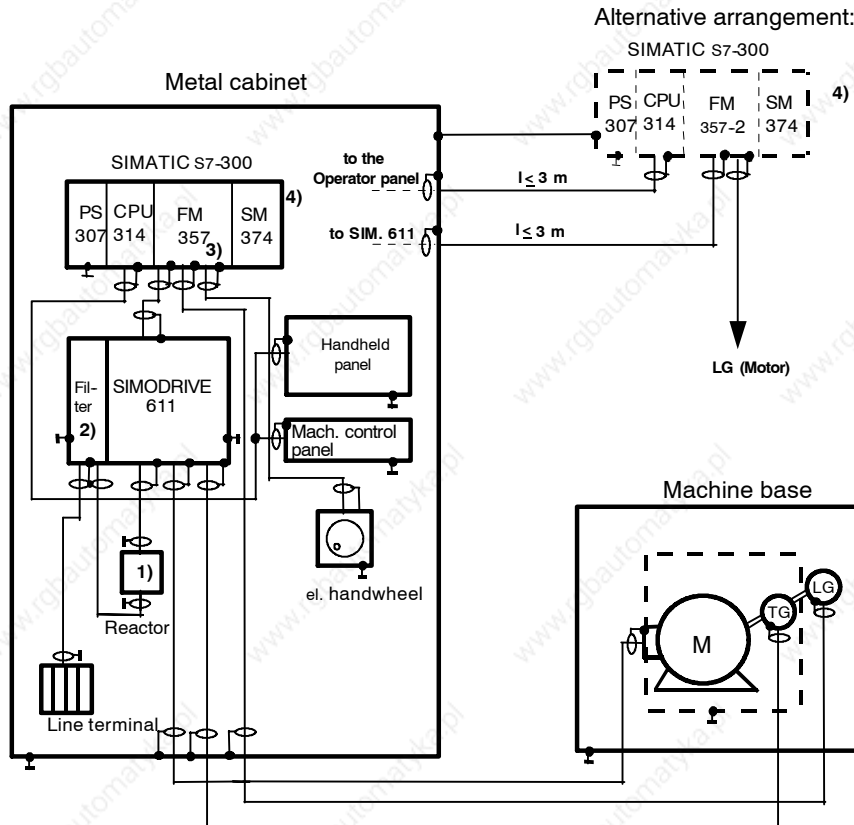 Alternative arrangement:
SIMATIC S7-300
PS CPU FM SM
307 314 357-2 374
4)
Metal cabinet
to the
Operator panel
l < 3 m
to SIM. 611
l < 3 m
LG (Motor)
SIMATIC S7-300
4)
PS CPU FM SM
307 314 357 374
3)
Fil-
ter
2)
SIMODRIVE
611
Handheld
panel
Mach. control
panel
1)
Reactor
el. handwheel
Line terminal
Machine base
M
TG
LG
www.rgbautomatyka.pl